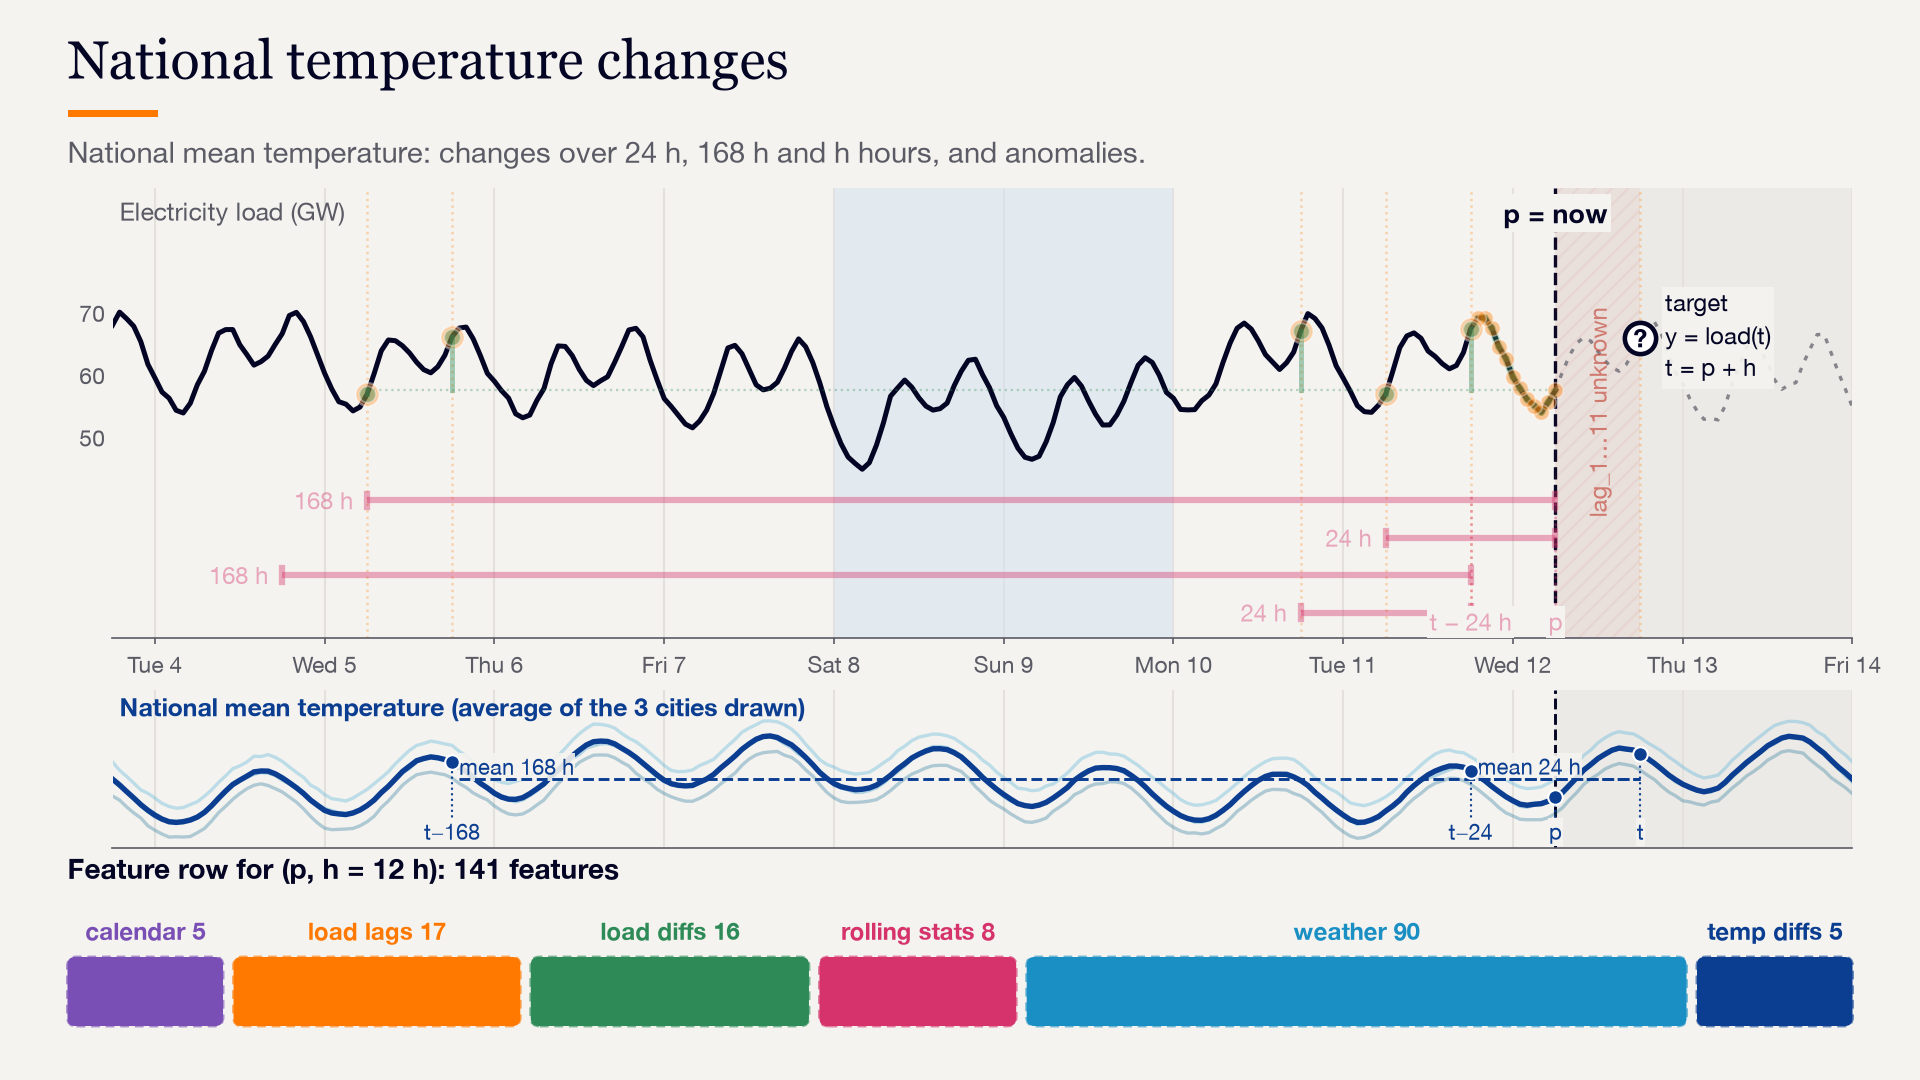 National temperature changes
National mean temperature: changes over 24 h, 168 h and h hours, and anomalies.
Electricity load (GW)
p = now
70
60
50
target
y = load(t)
t = p + h
lag_1…11 unknown
168 h
24 h
168 h
24 h
t − 24 h
p
Tue 4
Wed 5
Thu 6
Fri 7
Sat 8
Sun 9
Mon 10
Tue 11
Wed 12
Thu 13
Fri 14
National mean temperature (average of the 3 cities drawn)
mean 168 h
mean 24 h
t−168
t−24
p
t
Feature row for (p, h = 12 h): 141 features
calendar 5
load lags 17
load diffs 16
rolling stats 8
weather 90
temp diffs 5